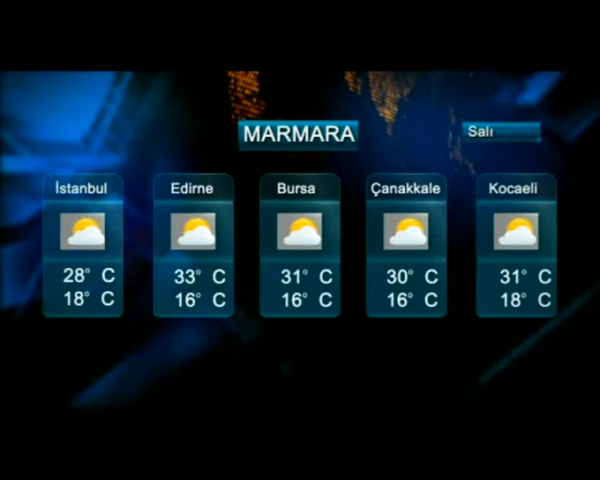 MARMARA
Salı
İstanbul
28° C
18° C
Edirne
33° C
16° C
Bursa
31° C
16° C
Çanakkale
30° C
16° C
Kocaeli
31° C
18° C